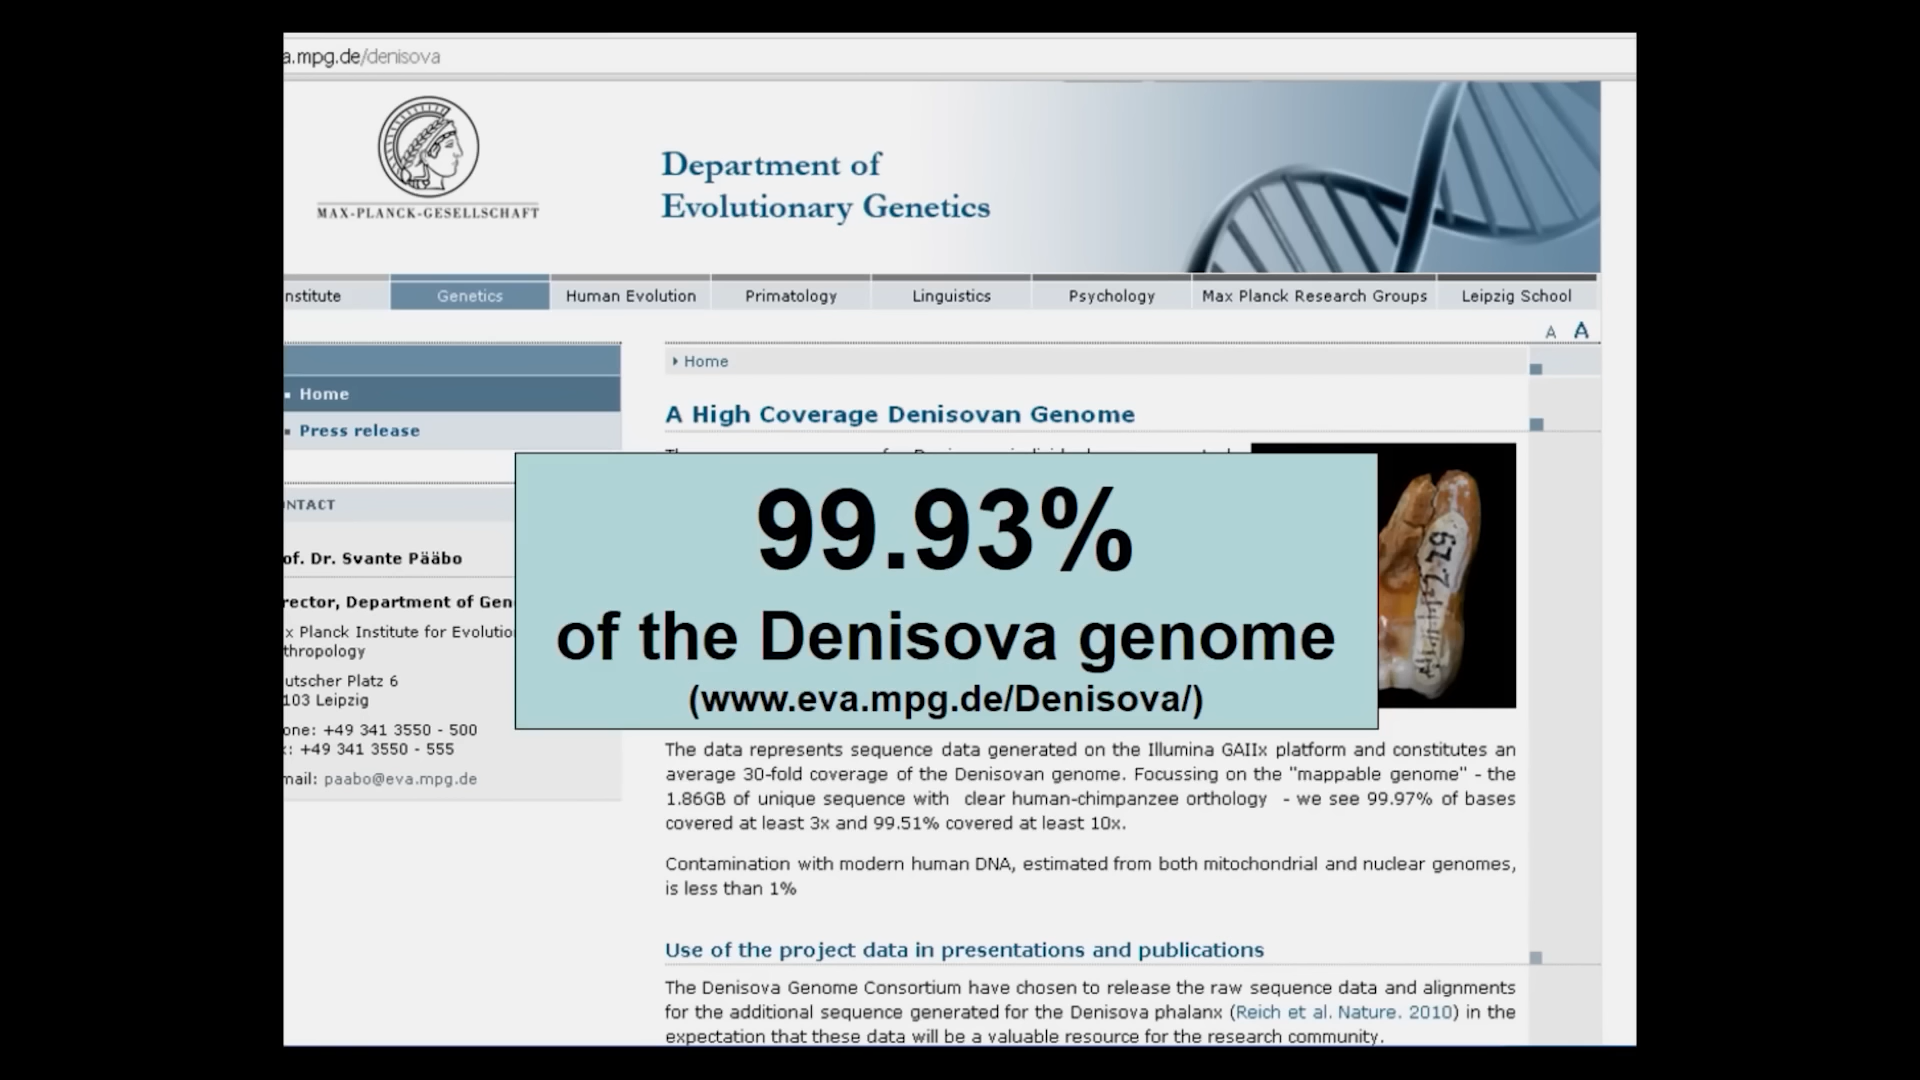 a.mpg.de/denisova
MAX-PLANCK-GESELLSCHAFT
Department of
Evolutionary Genetics
nstitute
Genetics
Human Evolution
Primatology
Linguistics
Psychology
Max Planck Research Groups
Leipzig School
A A
Home
Home
Press release
A High Coverage Denisovan Genome
NTACT
of. Dr. Svante Pääbo
rector, Department of Gen
x Planck Institute for Evolutio
thropology
utscher Platz 6
103 Leipzig
one: +49 341 3550 - 500
: +49 341 3550 - 555
mail: paabo@eva.mpg.de
99.93%
of the Denisova genome
(www.eva.mpg.de/Denisova/)
The data represents sequence data generated on the Illumina GAIIx platform and constitutes an
average 30-fold coverage of the Denisovan genome. Focussing on the "mappable genome" - the
1.86GB of unique sequence with clear human-chimpanzee orthology - we see 99.97% of bases
covered at least 3x and 99.51% covered at least 10x.
Contamination with modern human DNA, estimated from both mitochondrial and nuclear genomes,
is less than 1%
Use of the project data in presentations and publications
The Denisova Genome Consortium have chosen to release the raw sequence data and alignments
for the additional sequence generated for the Denisova phalanx (Reich et al. Nature. 2010) in the
expectation that these data will be a valuable resource for the research community.